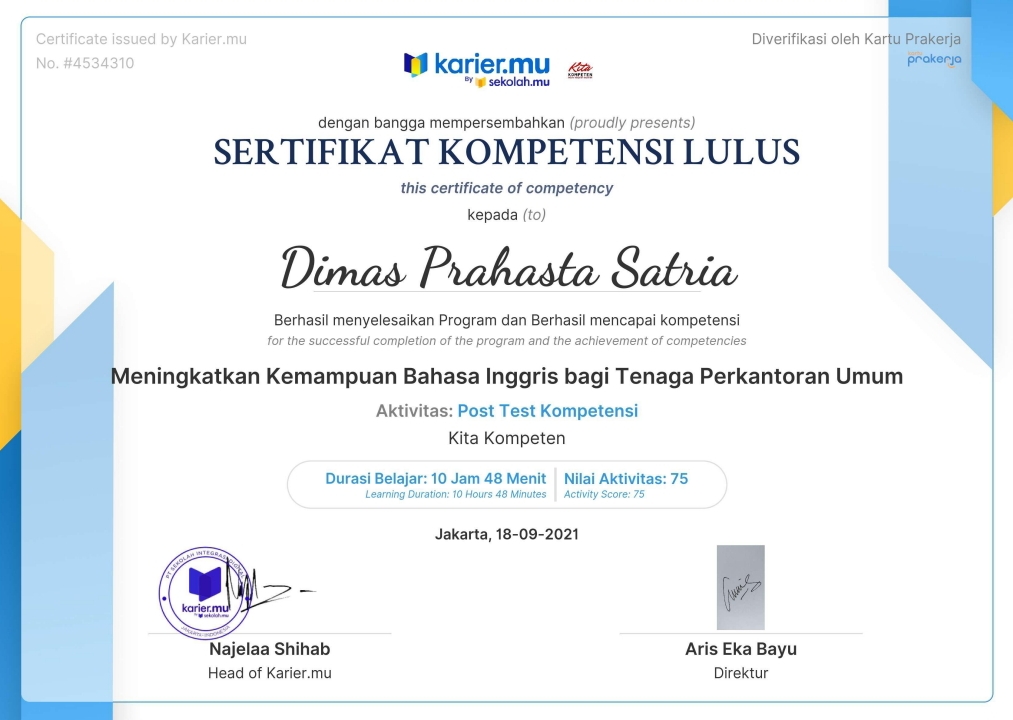 Certificate issued by Karier.mu
No. #4534310
Diverifikasi oleh Kartu Prakerja
prakerja
karier.mu
By sekolah.mu
Kita
KOMPETEN
dengan bangga mempersembahkan (proudly presents)
SERTIFIKAT KOMPETENSI LULUS
this certificate of competency
kepada (to)
Dimas Prahasta Satria
Berhasil menyelesaikan Program dan Berhasil mencapai kompetensi
for the successful completion of the program and the achievement of competencies
Meningkatkan Kemampuan Bahasa Inggris bagi Tenaga Perkantoran Umum
Aktivitas: Post Test Kompetensi
Kita Kompeten
Durasi Belajar: 10 Jam 48 Menit
Learning Duration: 10 Hours 48 Minutes
Nilai Aktivitas: 75
Activity Score: 75
Jakarta, 18-09-2021
PT SEKOLAH INTEGRASI DIGITAL
karier.mu
By sekolah.mu
JAKARTA - INDONESIA
Najelaa Shihab
Head of Karier.mu
Aris Eka Bayu
Direktur